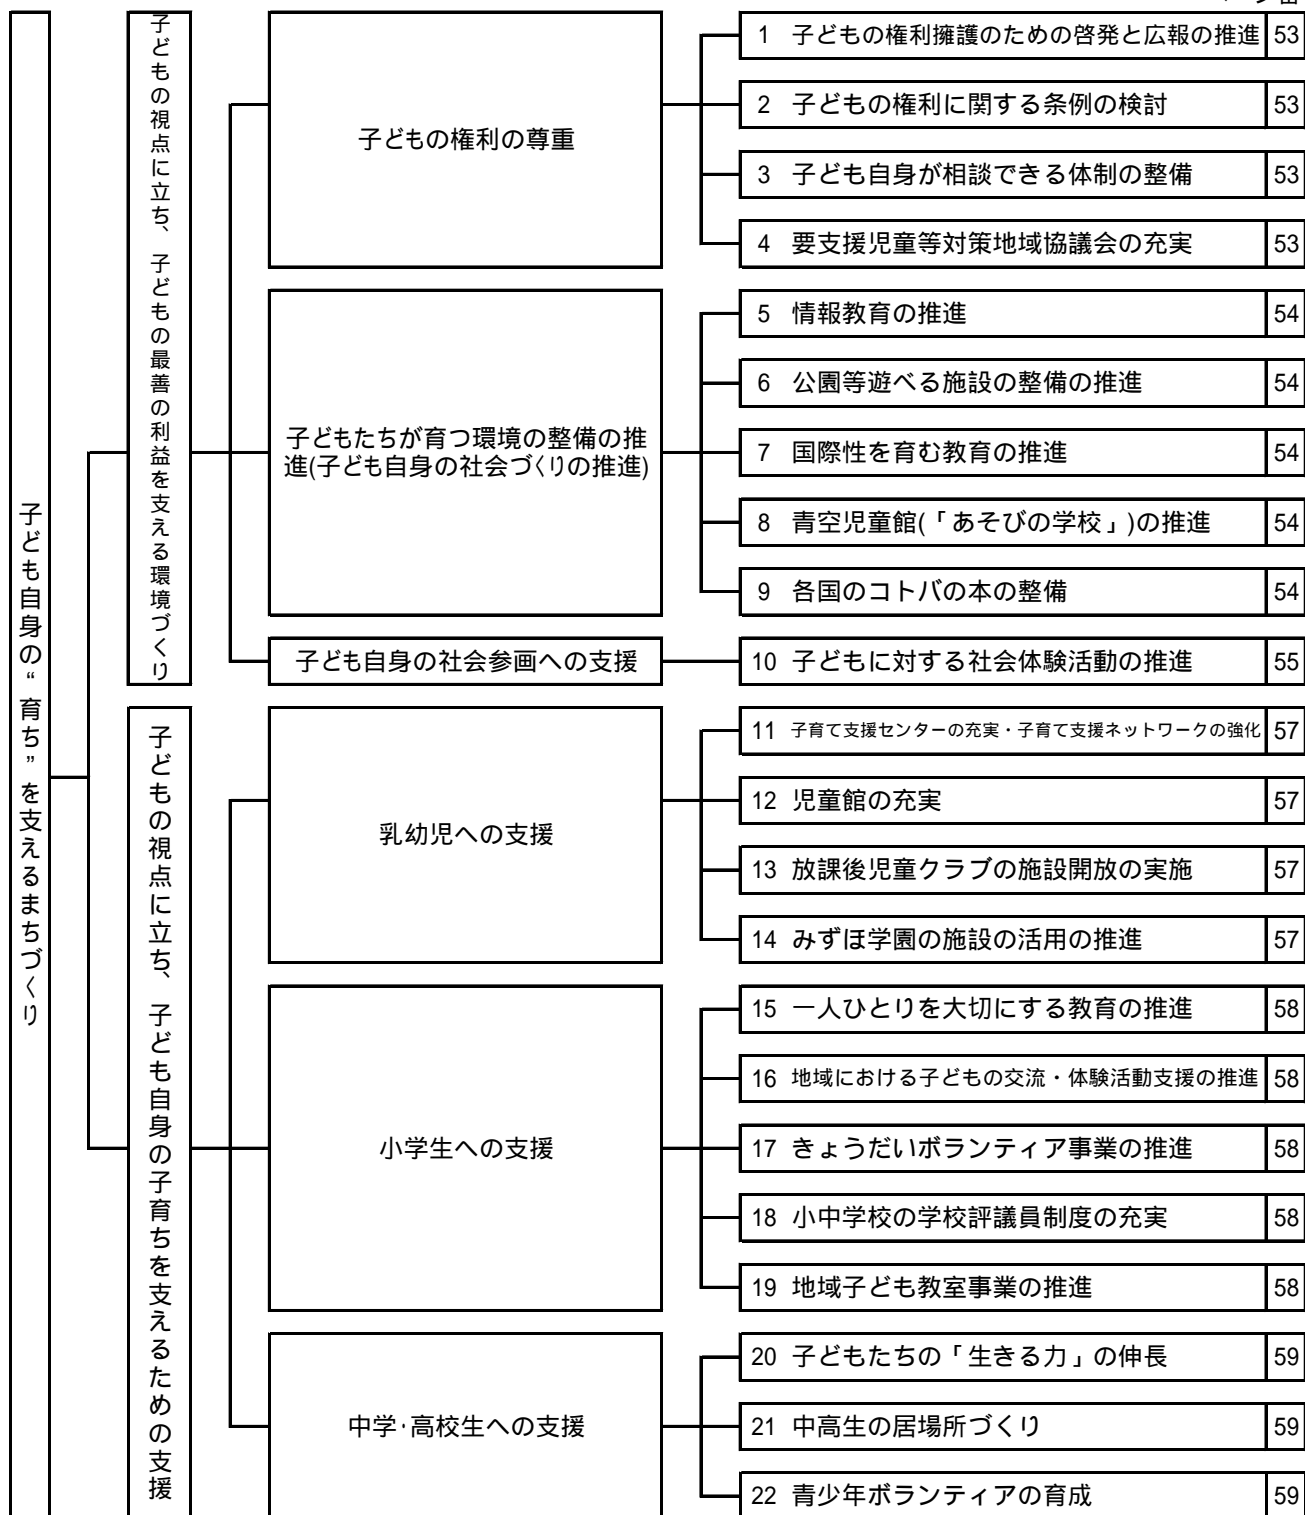 子ども自身の“育ち”を支えるまちづくり
子どもの視点に立ち、子どもの最善の利益を支える環境づくり
子どもの権利の尊重
1 子どもの権利擁護のための啓発と広報の推進 53
2 子どもの権利に関する条例の検討 53
3 子ども自身が相談できる体制の整備 53
4 要支援児童等対策地域協議会の充実 53
子どもたちが育つ環境の整備の推
進(子ども自身の社会づくりの推進)
5 情報教育の推進 54
6 公園等遊べる施設の整備の推進 54
7 国際性を育む教育の推進 54
8 青空児童館(「あそびの学校」)の推進 54
9 各国のコトバの本の整備 54
子ども自身の社会参画への支援
10 子どもに対する社会体験活動の推進 55
子どもの視点に立ち、子ども自身の子育ちを支えるための支援
乳幼児への支援
11 子育て支援センターの充実・子育て支援ネットワークの強化 57
12 児童館の充実 57
13 放課後児童クラブの施設開放の実施 57
14 みずほ学園の施設の活用の推進 57
小学生への支援
15 一人ひとりを大切にする教育の推進 58
16 地域における子どもの交流・体験活動支援の推進 58
17 きょうだいボランティア事業の推進 58
18 小中学校の学校評議員制度の充実 58
19 地域子ども教室事業の推進 58
中学・高校生への支援
20 子どもたちの「生きる力」の伸長 59
21 中高生の居場所づくり 59
22 青少年ボランティアの育成 59